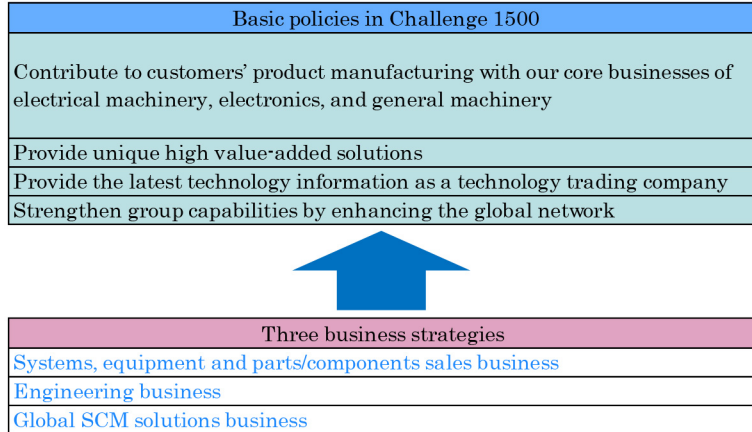 Basic policies in Challenge 1500
Contribute to customers’ product manufacturing with our core businesses of
electrical machinery, electronics, and general machinery
Provide unique high value-added solutions
Provide the latest technology information as a technology trading company
Strengthen group capabilities by enhancing the global network
Three business strategies
Systems, equipment and parts/components sales business
Engineering business
Global SCM solutions business